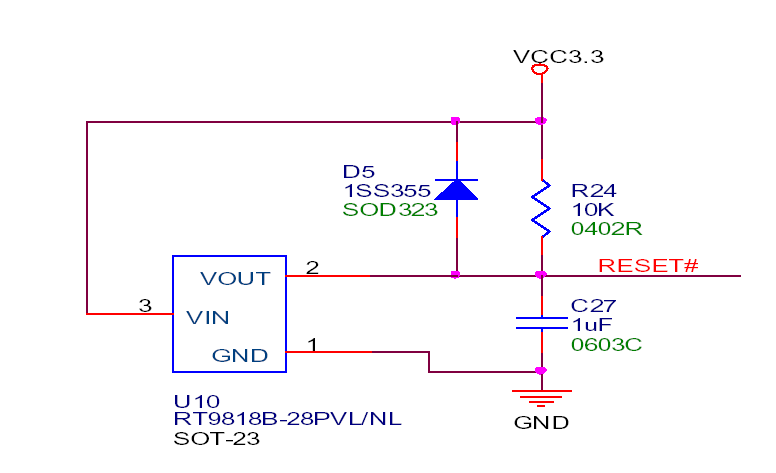 VCC3.3
D5
1SS355
SOD323
R24
10K
0402R
RESET#
VOUT
2
3
VIN
GND
1
C27
1uF
0603C
U10
RT9818B-28PVL/NL
SOT-23
GND